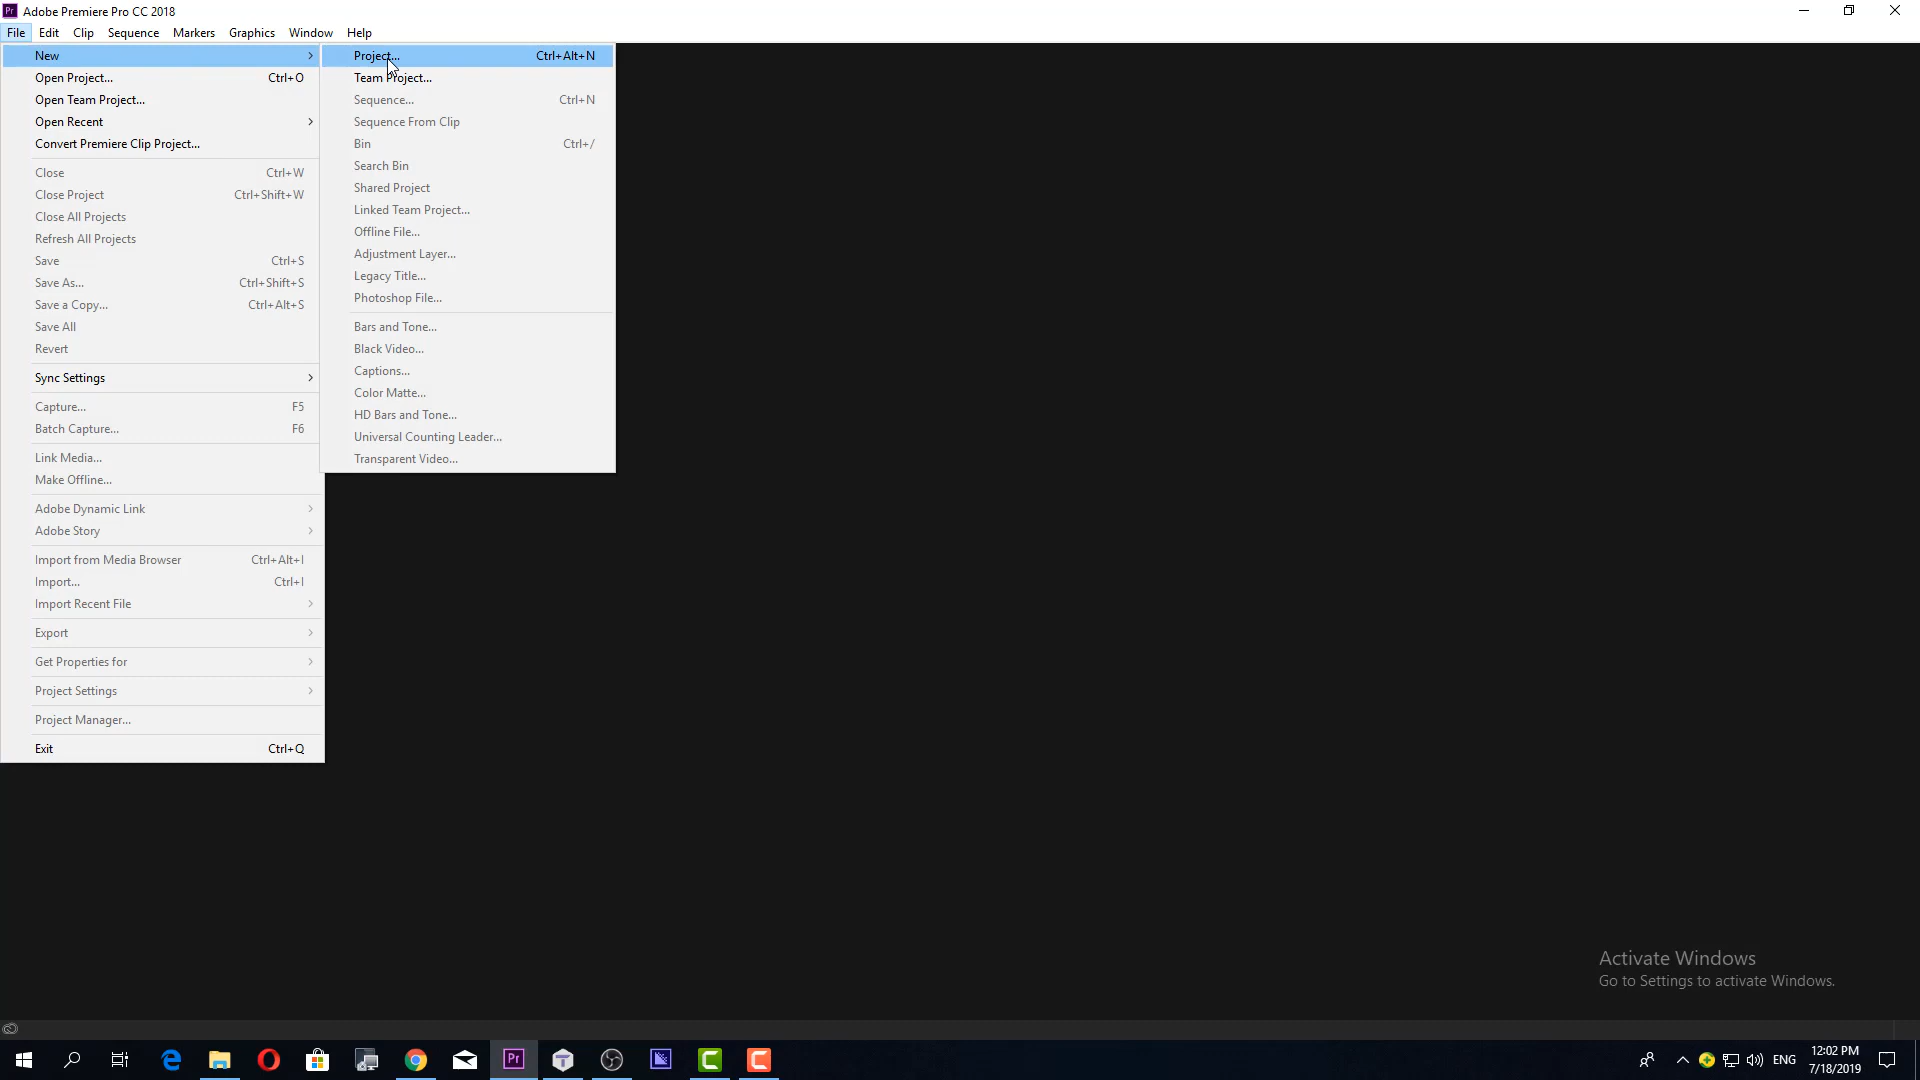 Pr Adobe Premiere Pro CC 2018
File Edit Clip Sequence Markers Graphics Window Help
New
Open Project... Ctrl+O
Open Team Project...
Open Recent
Convert Premiere Clip Project...
Close Ctrl+W
Close Project Ctrl+Shift+W
Close All Projects
Refresh All Projects
Save Ctrl+S
Save As... Ctrl+Shift+S
Save a Copy... Ctrl+Alt+S
Save All
Revert
Sync Settings
Capture... F5
Batch Capture... F6
Link Media...
Make Offline...
Adobe Dynamic Link
Adobe Story
Import from Media Browser Ctrl+Alt+I
Import... Ctrl+I
Import Recent File
Export
Get Properties for
Project Settings
Project Manager...
Exit Ctrl+Q
Project... Ctrl+Alt+N
Team Project...
Sequence... Ctrl+N
Sequence From Clip
Bin Ctrl+/
Search Bin
Shared Project
Linked Team Project...
Offline File...
Adjustment Layer...
Legacy Title...
Photoshop File...
Bars and Tone...
Black Video...
Captions...
Color Matte...
HD Bars and Tone...
Universal Counting Leader...
Transparent Video...
Activate Windows
Go to Settings to activate Windows.
Pr
ENG
12:02 PM
7/18/2019